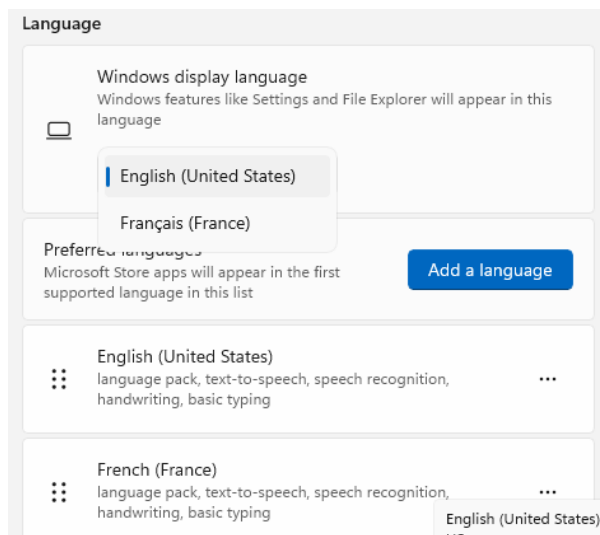 Language
Windows display language
Windows features like Settings and File Explorer will appear in this
language
English (United States)
Français (France)
Preferred languages
Microsoft Store apps will appear in the first
supported language in this list
Add a language
English (United States)
language pack, text-to-speech, speech recognition,
handwriting, basic typing
French (France)
language pack, text-to-speech, speech recognition,
handwriting, basic typing
English (United States)